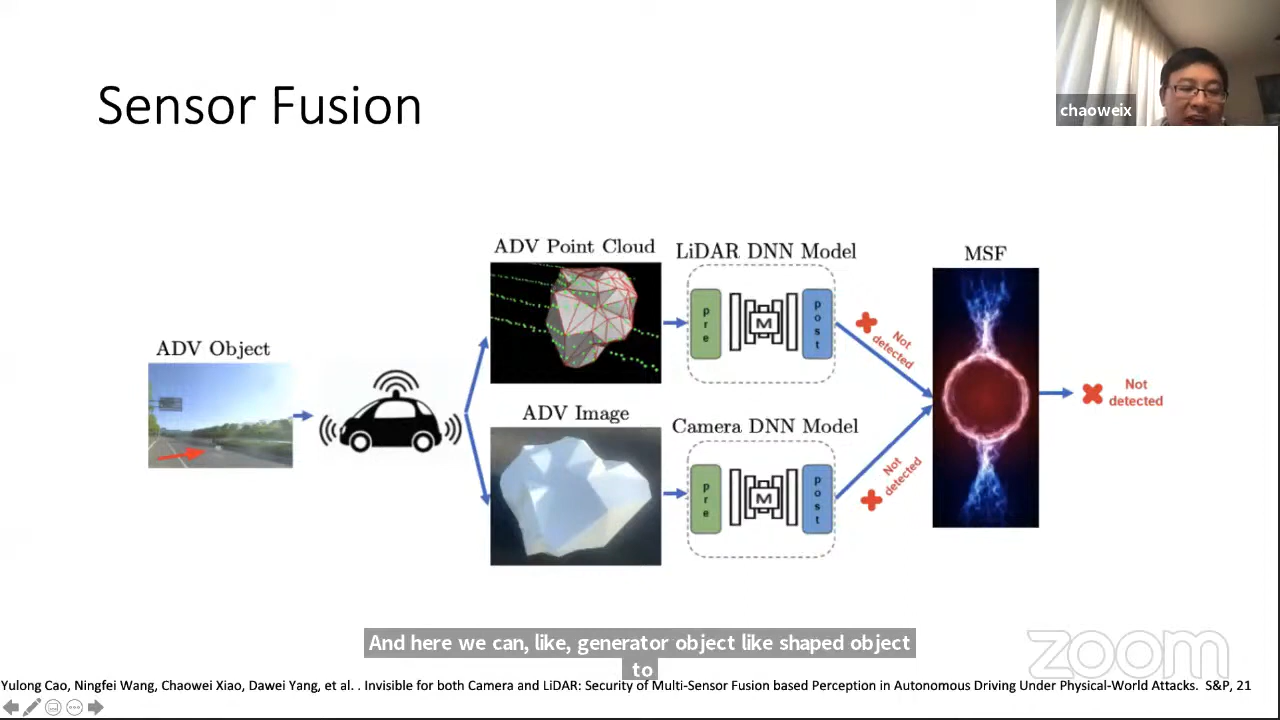 chaoweix
Sensor Fusion
ADV Object
ADV Point Cloud
LiDAR DNN Model
pre
M
post
Not
detected
ADV Image
Camera DNN Model
pre
M
post
Not
detected
MSF
Not
detected
And here we can, like, generator object like shaped object
to
zoom
Yulong Cao, Ningfei Wang, Chaowei Xiao, Dawei Yang, et al. . Invisible for both Camera and LiDAR: Security of Multi-Sensor Fusion based Perception in Autonomous Driving Under Physical-World Attacks. S&P, 21